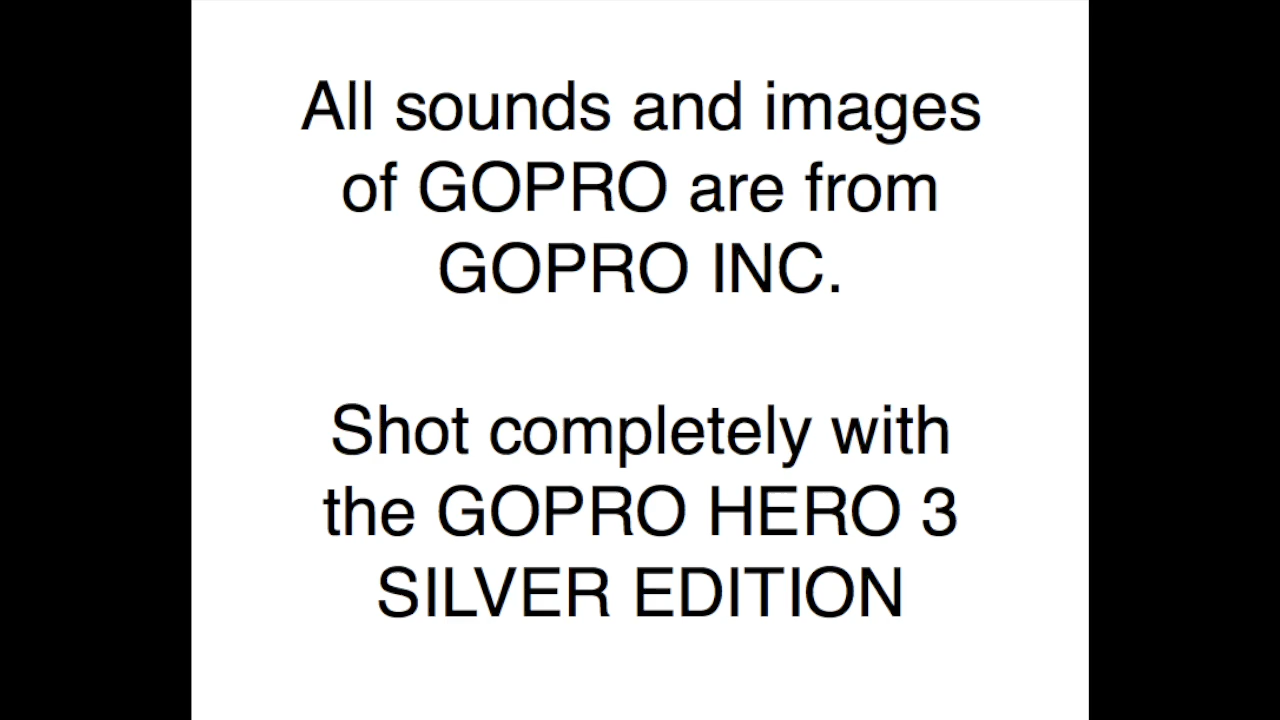 All sounds and images
of GOPRO are from
GOPRO INC.
Shot completely with
the GOPRO HERO 3
SILVER EDITION